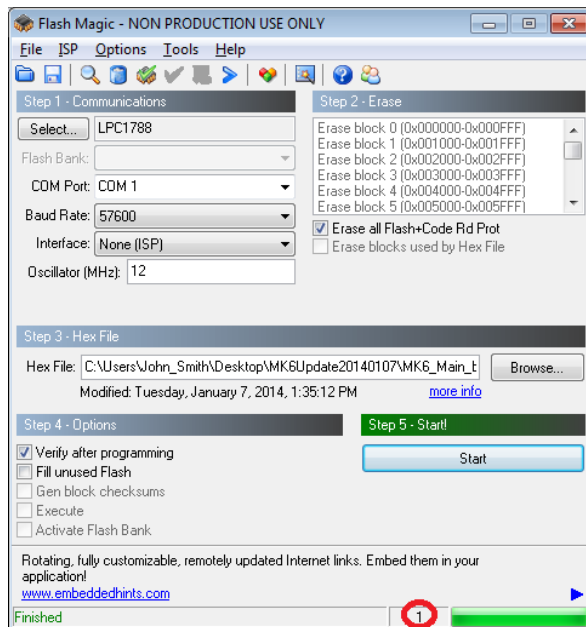 Flash Magic - NON PRODUCTION USE ONLY
File ISP Options Tools Help
Step 1 - Communications
Select... LPC1788
Flash Bank:
COM Port: COM 1
Baud Rate: 57600
Interface: None (ISP)
Oscillator (MHz): 12
Step 2 - Erase
Erase block 0 (0x000000-0x000FFF)
Erase block 1 (0x001000-0x001FFF)
Erase block 2 (0x002000-0x002FFF)
Erase block 3 (0x003000-0x003FFF)
Erase block 4 (0x004000-0x004FFF)
Erase block 5 (0x005000-0x005FFF)
Erase all Flash+Code Rd Prot
Erase blocks used by Hex File
Step 3 - Hex File
Hex File: C:\Users\John_Smith\Desktop\MK6Update20140107\MK6_Main_b Browse...
Modified: Tuesday, January 7, 2014, 1:35:12 PM more info
Step 4 - Options
Verify after programming
Fill unused Flash
Gen block checksums
Execute
Activate Flash Bank
Step 5 - Start!
Start
Rotating, fully customizable, remotely updated Internet links. Embed them in your
application!
www.embeddedhints.com
Finished 1